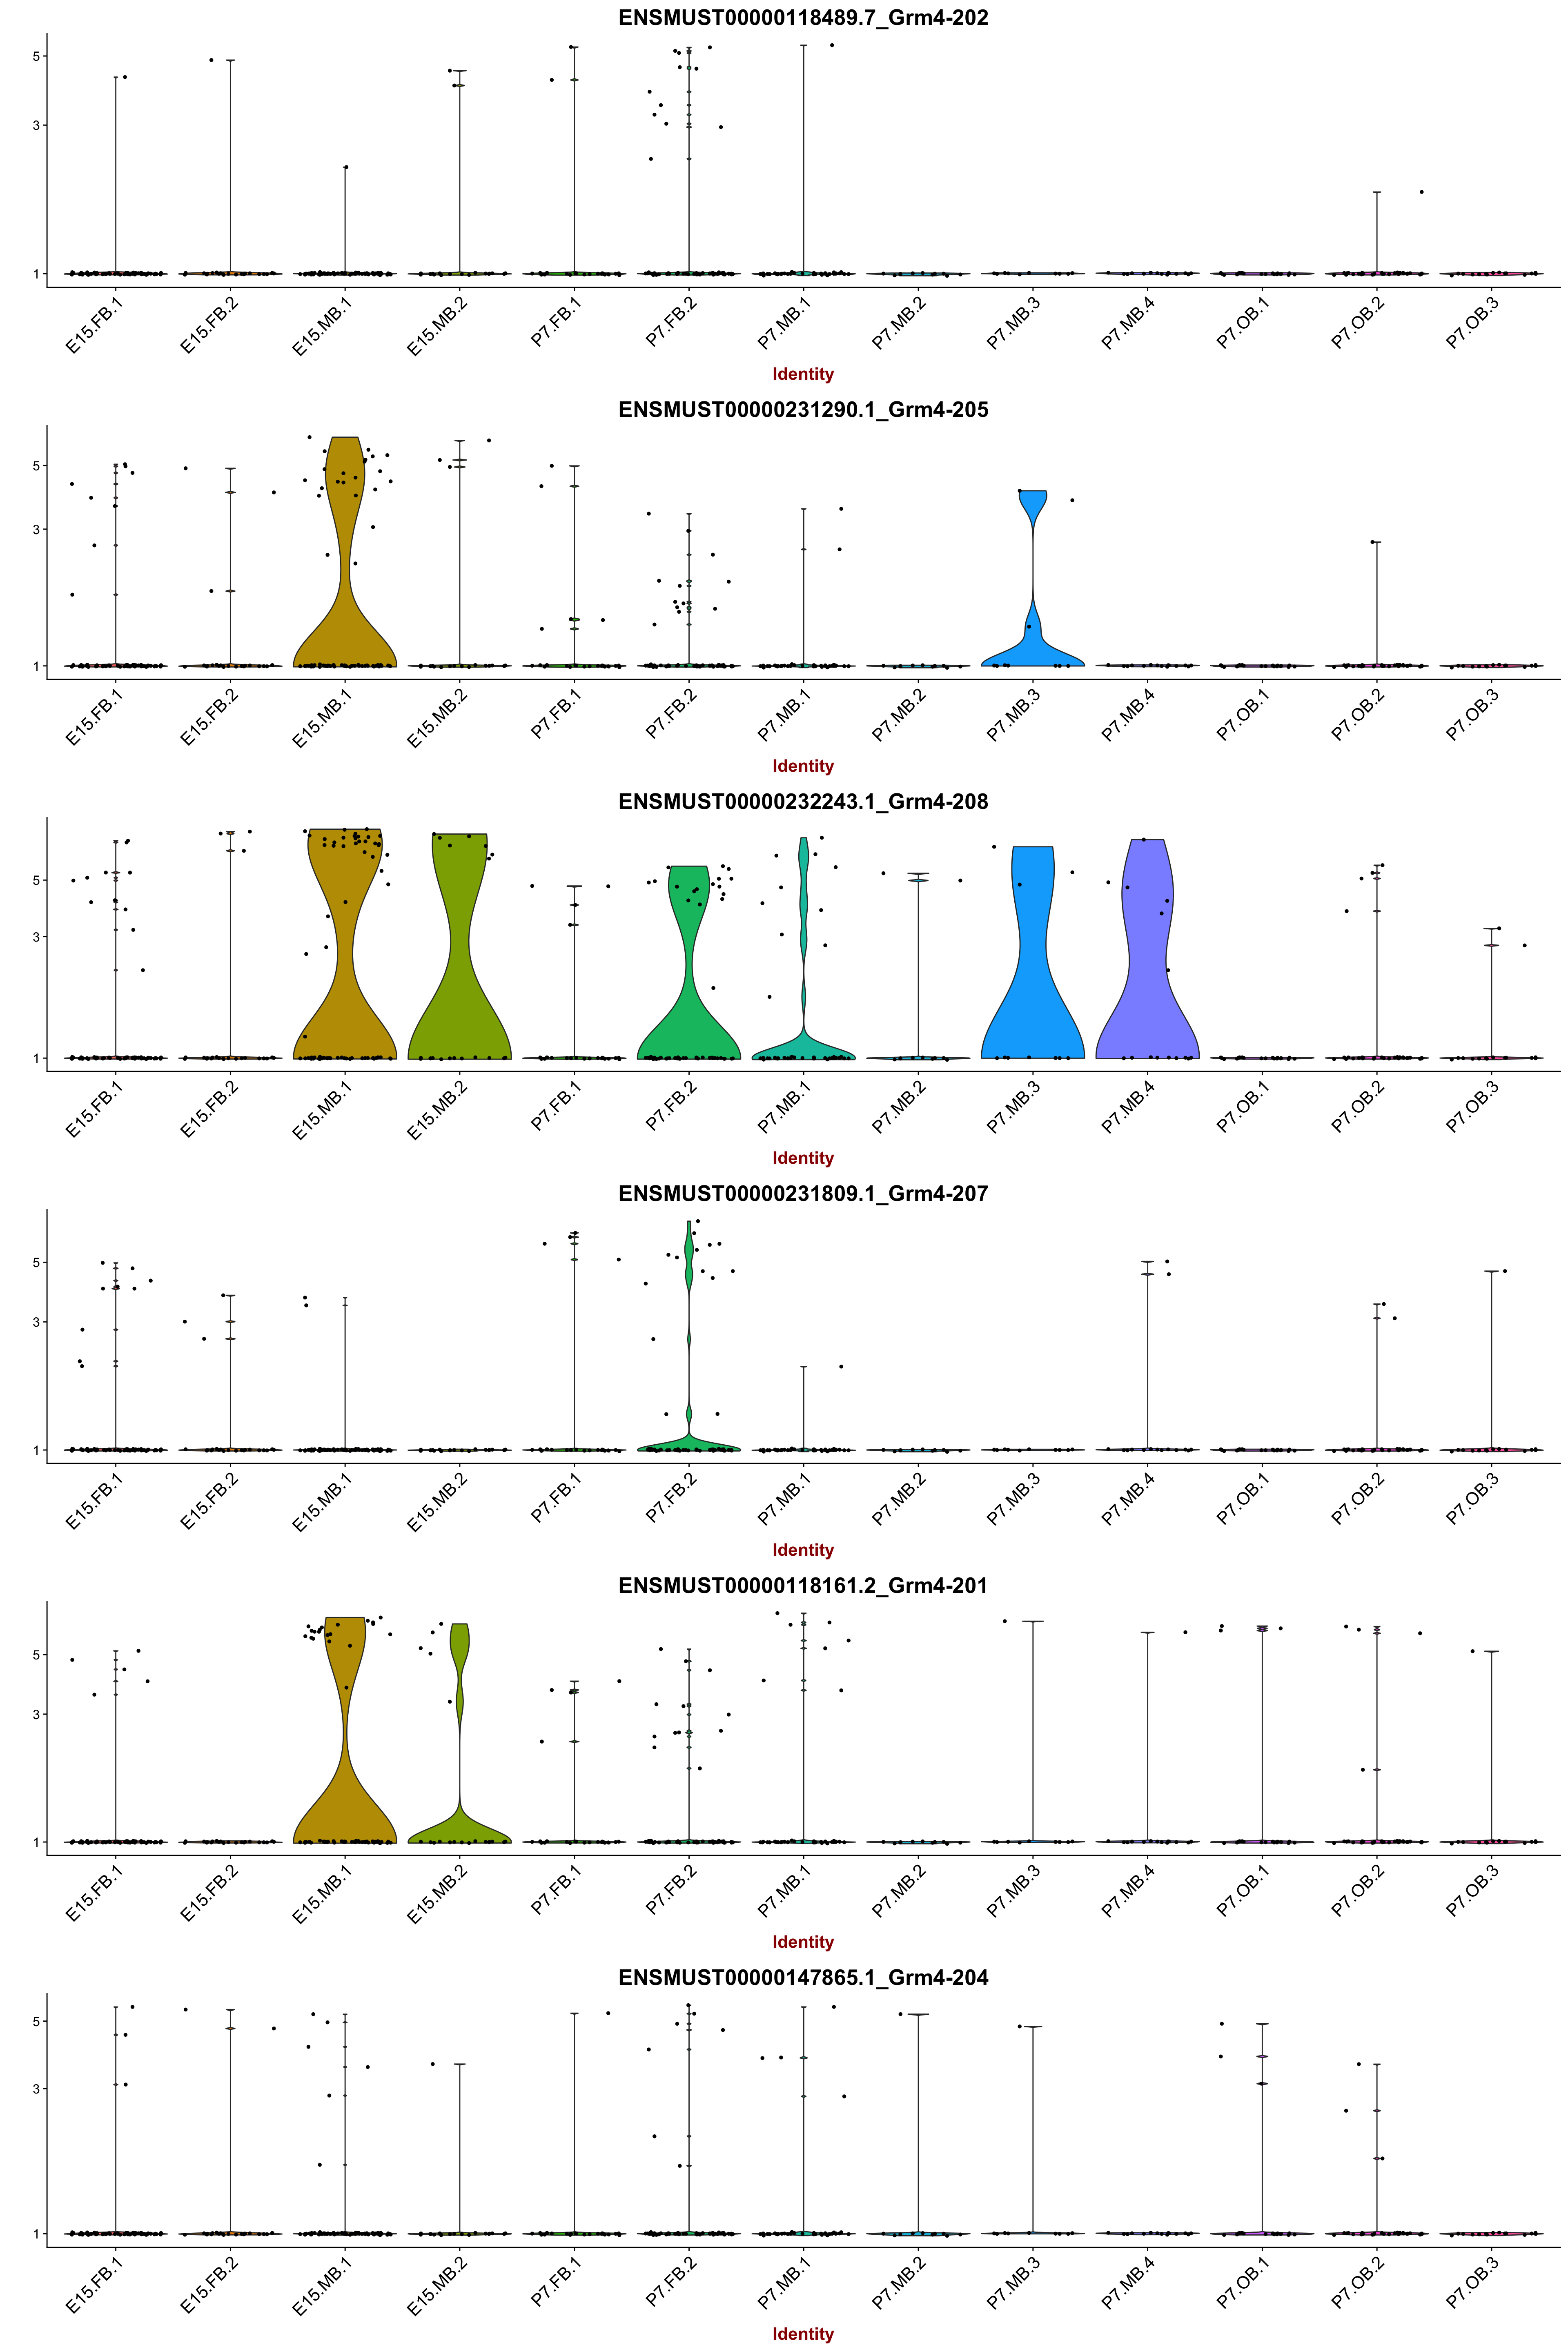 ENSMUST00000118489.7_Grm4-202
5
3
1
E15.FB.1 E15.FB.2 E15.MB.1 E15.MB.2 P7.FB.1 P7.FB.2 P7.MB.1 P7.MB.2 P7.MB.3 P7.MB.4 P7.OB.1 P7.OB.2 P7.OB.3
Identity
ENSMUST00000231290.1_Grm4-205
5
3
1
E15.FB.1 E15.FB.2 E15.MB.1 E15.MB.2 P7.FB.1 P7.FB.2 P7.MB.1 P7.MB.2 P7.MB.3 P7.MB.4 P7.OB.1 P7.OB.2 P7.OB.3
Identity
ENSMUST00000232243.1_Grm4-208
5
3
1
E15.FB.1 E15.FB.2 E15.MB.1 E15.MB.2 P7.FB.1 P7.FB.2 P7.MB.1 P7.MB.2 P7.MB.3 P7.MB.4 P7.OB.1 P7.OB.2 P7.OB.3
Identity
ENSMUST00000231809.1_Grm4-207
5
3
1
E15.FB.1 E15.FB.2 E15.MB.1 E15.MB.2 P7.FB.1 P7.FB.2 P7.MB.1 P7.MB.2 P7.MB.3 P7.MB.4 P7.OB.1 P7.OB.2 P7.OB.3
Identity
ENSMUST00000118161.2_Grm4-201
5
3
1
E15.FB.1 E15.FB.2 E15.MB.1 E15.MB.2 P7.FB.1 P7.FB.2 P7.MB.1 P7.MB.2 P7.MB.3 P7.MB.4 P7.OB.1 P7.OB.2 P7.OB.3
Identity
ENSMUST00000147865.1_Grm4-204
5
3
1
E15.FB.1 E15.FB.2 E15.MB.1 E15.MB.2 P7.FB.1 P7.FB.2 P7.MB.1 P7.MB.2 P7.MB.3 P7.MB.4 P7.OB.1 P7.OB.2 P7.OB.3
Identity